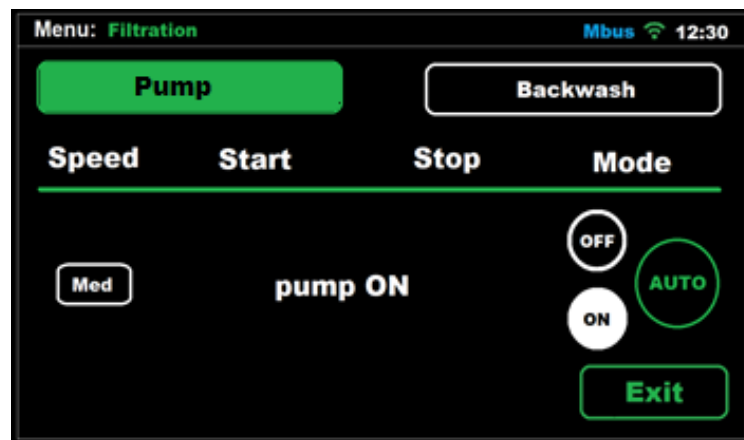 Menu: Filtration Mbus 12:30
Pump Backwash
Speed Start Stop Mode
OFF
Med pump ON AUTO
ON
Exit